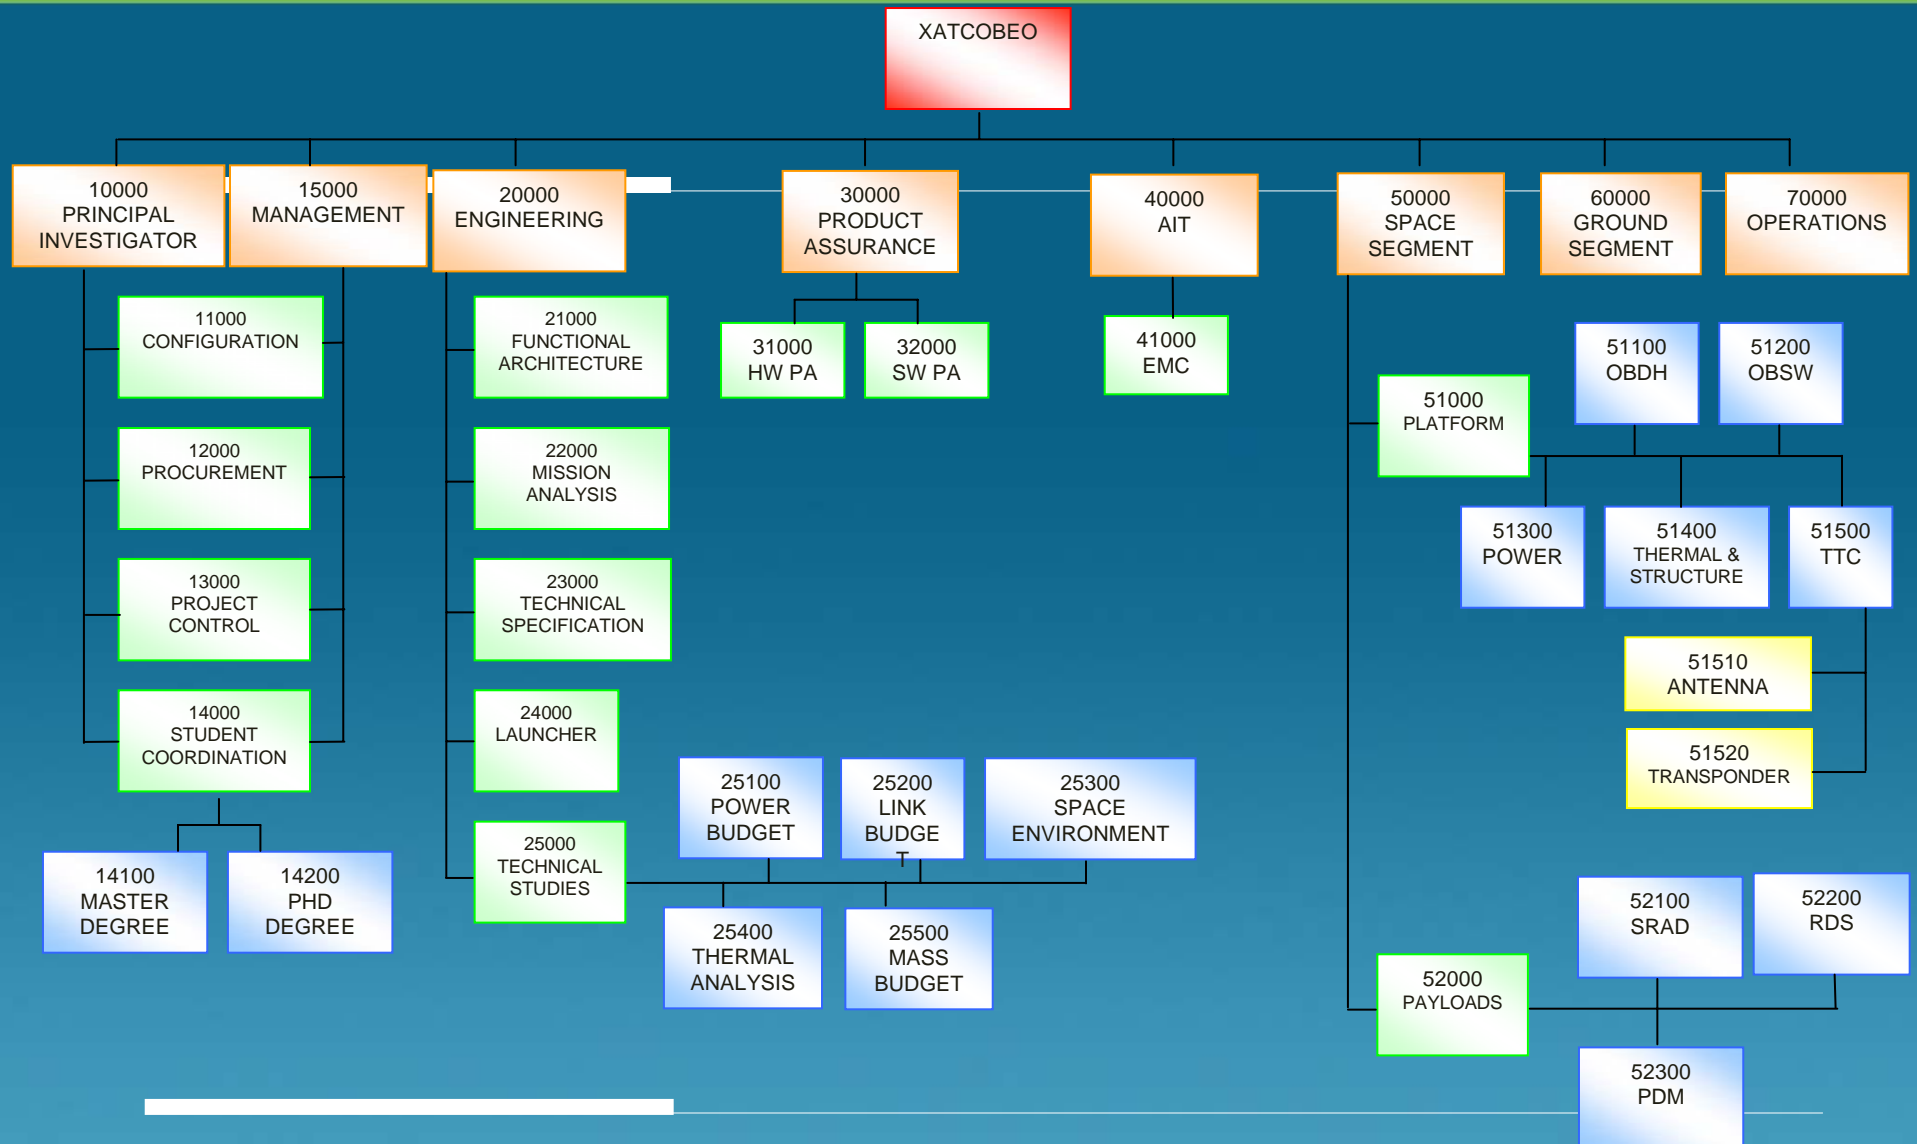 XATCOBEO
10000
PRINCIPAL
INVESTIGATOR
15000
MANAGEMENT
20000
ENGINEERING
30000
PRODUCT
ASSURANCE
40000
AIT
50000
SPACE
SEGMENT
60000
GROUND
SEGMENT
70000
OPERATIONS
11000
CONFIGURATION
12000
PROCUREMENT
13000
PROJECT
CONTROL
14000
STUDENT
COORDINATION
14100
MASTER
DEGREE
14200
PHD
DEGREE
21000
FUNCTIONAL
ARCHITECTURE
22000
MISSION
ANALYSIS
23000
TECHNICAL
SPECIFICATION
24000
LAUNCHER
25000
TECHNICAL
STUDIES
25100
POWER
BUDGET
25200
LINK
BUDGE
T
25300
SPACE
ENVIRONMENT
25400
THERMAL
ANALYSIS
25500
MASS
BUDGET
31000
HW PA
32000
SW PA
41000
EMC
51000
PLATFORM
51100
OBDH
51200
OBSW
51300
POWER
51400
THERMAL &
STRUCTURE
51500
TTC
51510
ANTENNA
51520
TRANSPONDER
52000
PAYLOADS
52100
SRAD
52200
RDS
52300
PDM